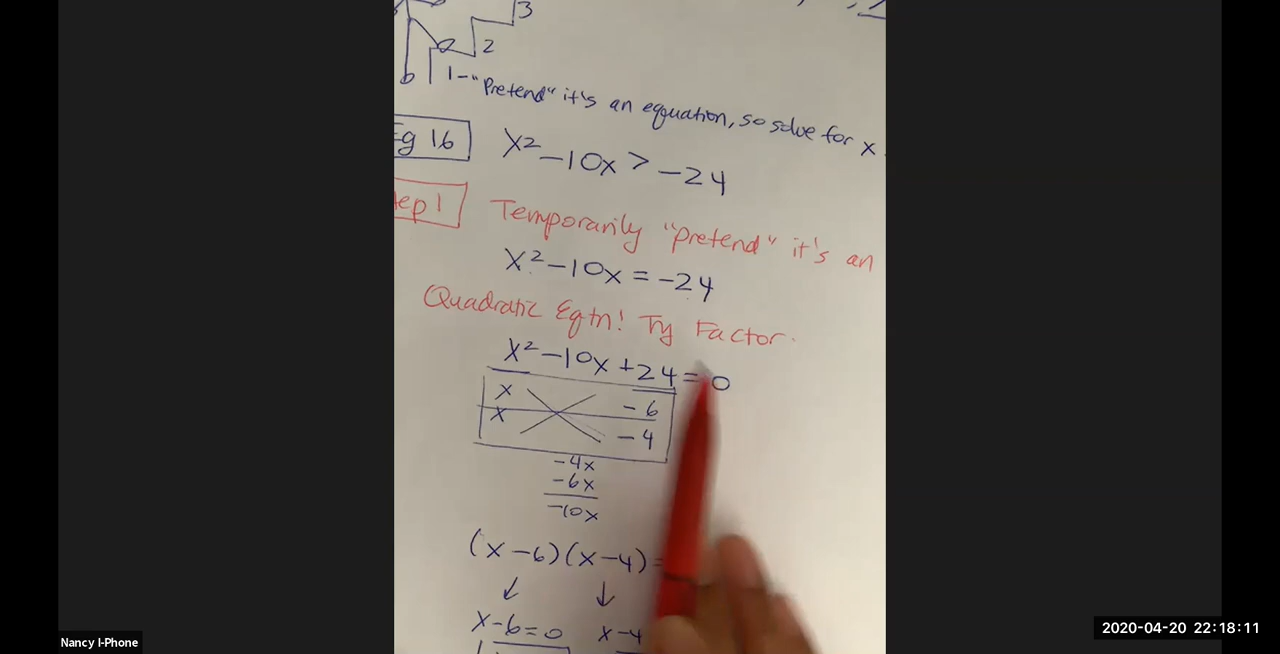 3
2
b
1-"Pretend" it's an equation, so solve for x
Eg 16
x² -10x > -24
tep 1
Temporarily "pretend" it's an
x² -10x = -24
Quadratic Eqtn! Try Factor.
x² -10x +24 = 0
x -6
x -4
-4x
-6x
-10x
(x-6)(x-4)=
x-6=0 x-4
Nancy I-Phone
2020-04-20 22:18:11